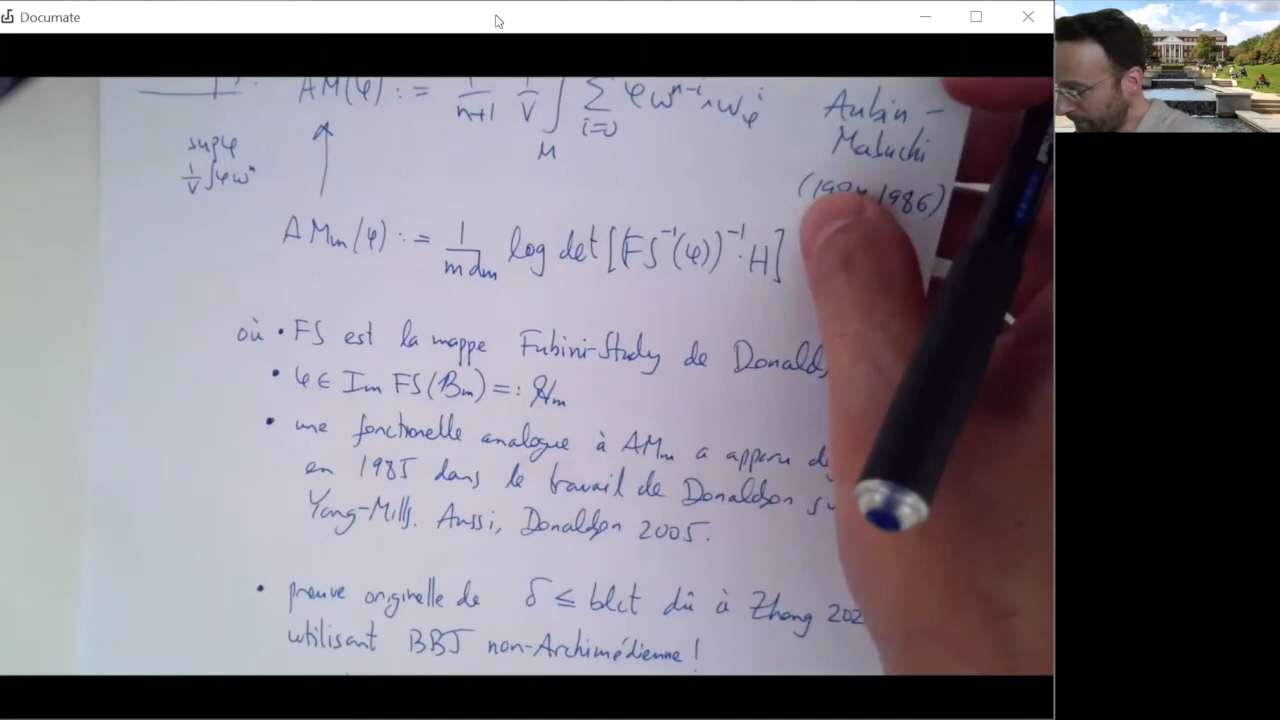 Documate
AM(φ) := 1/(n+1) 1/V ∫_M Σ_{i=0} φ ω^{n-i} ∧ ω_φ^i
Aubin -
Mabuchi
(1984, 1986)
sup φ
1/V ∫ φ ω^n
AM_m(φ) := 1/(m d_m) log det [(FS^{-1}(φ))^{-1} · H]
où • FS est la mappe Fubini-Study de
• φ ∈ Im FS(B_m) =: ℋ_m
• une fonctionelle analogue à AM_m a apparu
en 1985 dans le travail de Donaldson
Yang-Mills. Aussi, Donaldson 2005.
• preuve originelle de δ ≤ blct dû à Zhang
utilisant BBJ non-Archimédienne!